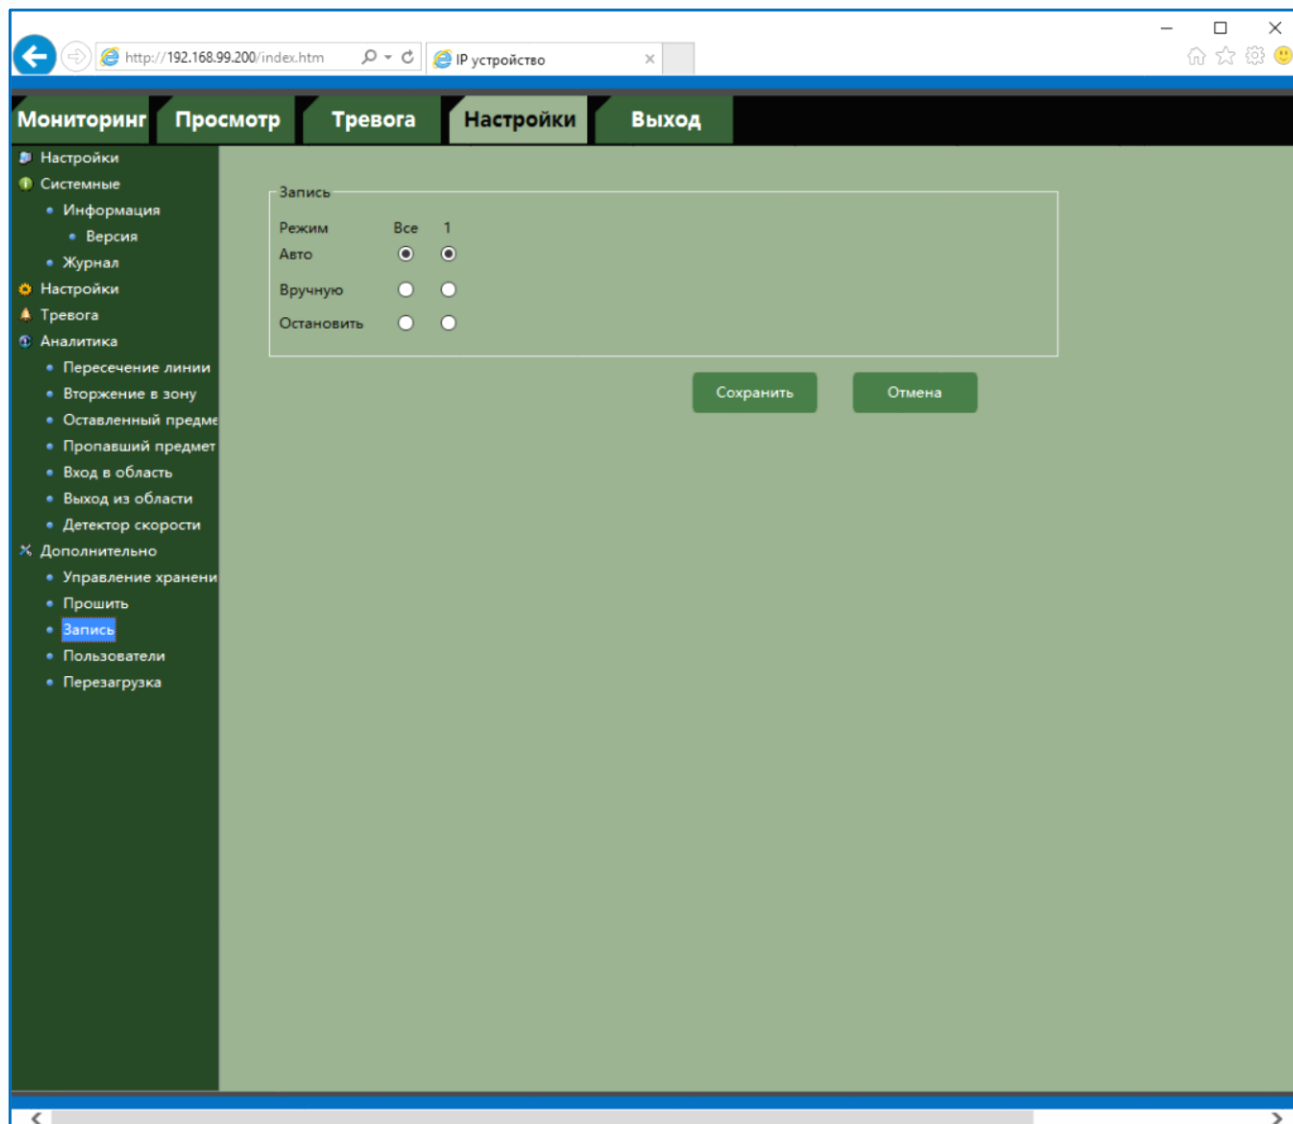 http://192.168.99.200/index.htm
IP устройство
Мониторинг Просмотр Тревога Настройки Выход
Настройки
Системные
Информация
Версия
Журнал
Настройки
Тревога
Аналитика
Пересечение линии
Вторжение в зону
Оставленный предме
Пропавший предмет
Вход в область
Выход из области
Детектор скорости
Дополнительно
Управление хранени
Прошить
Запись
Пользователи
Перезагрузка
Запись
Режим Все 1
Авто
Вручную
Остановить
Сохранить Отмена